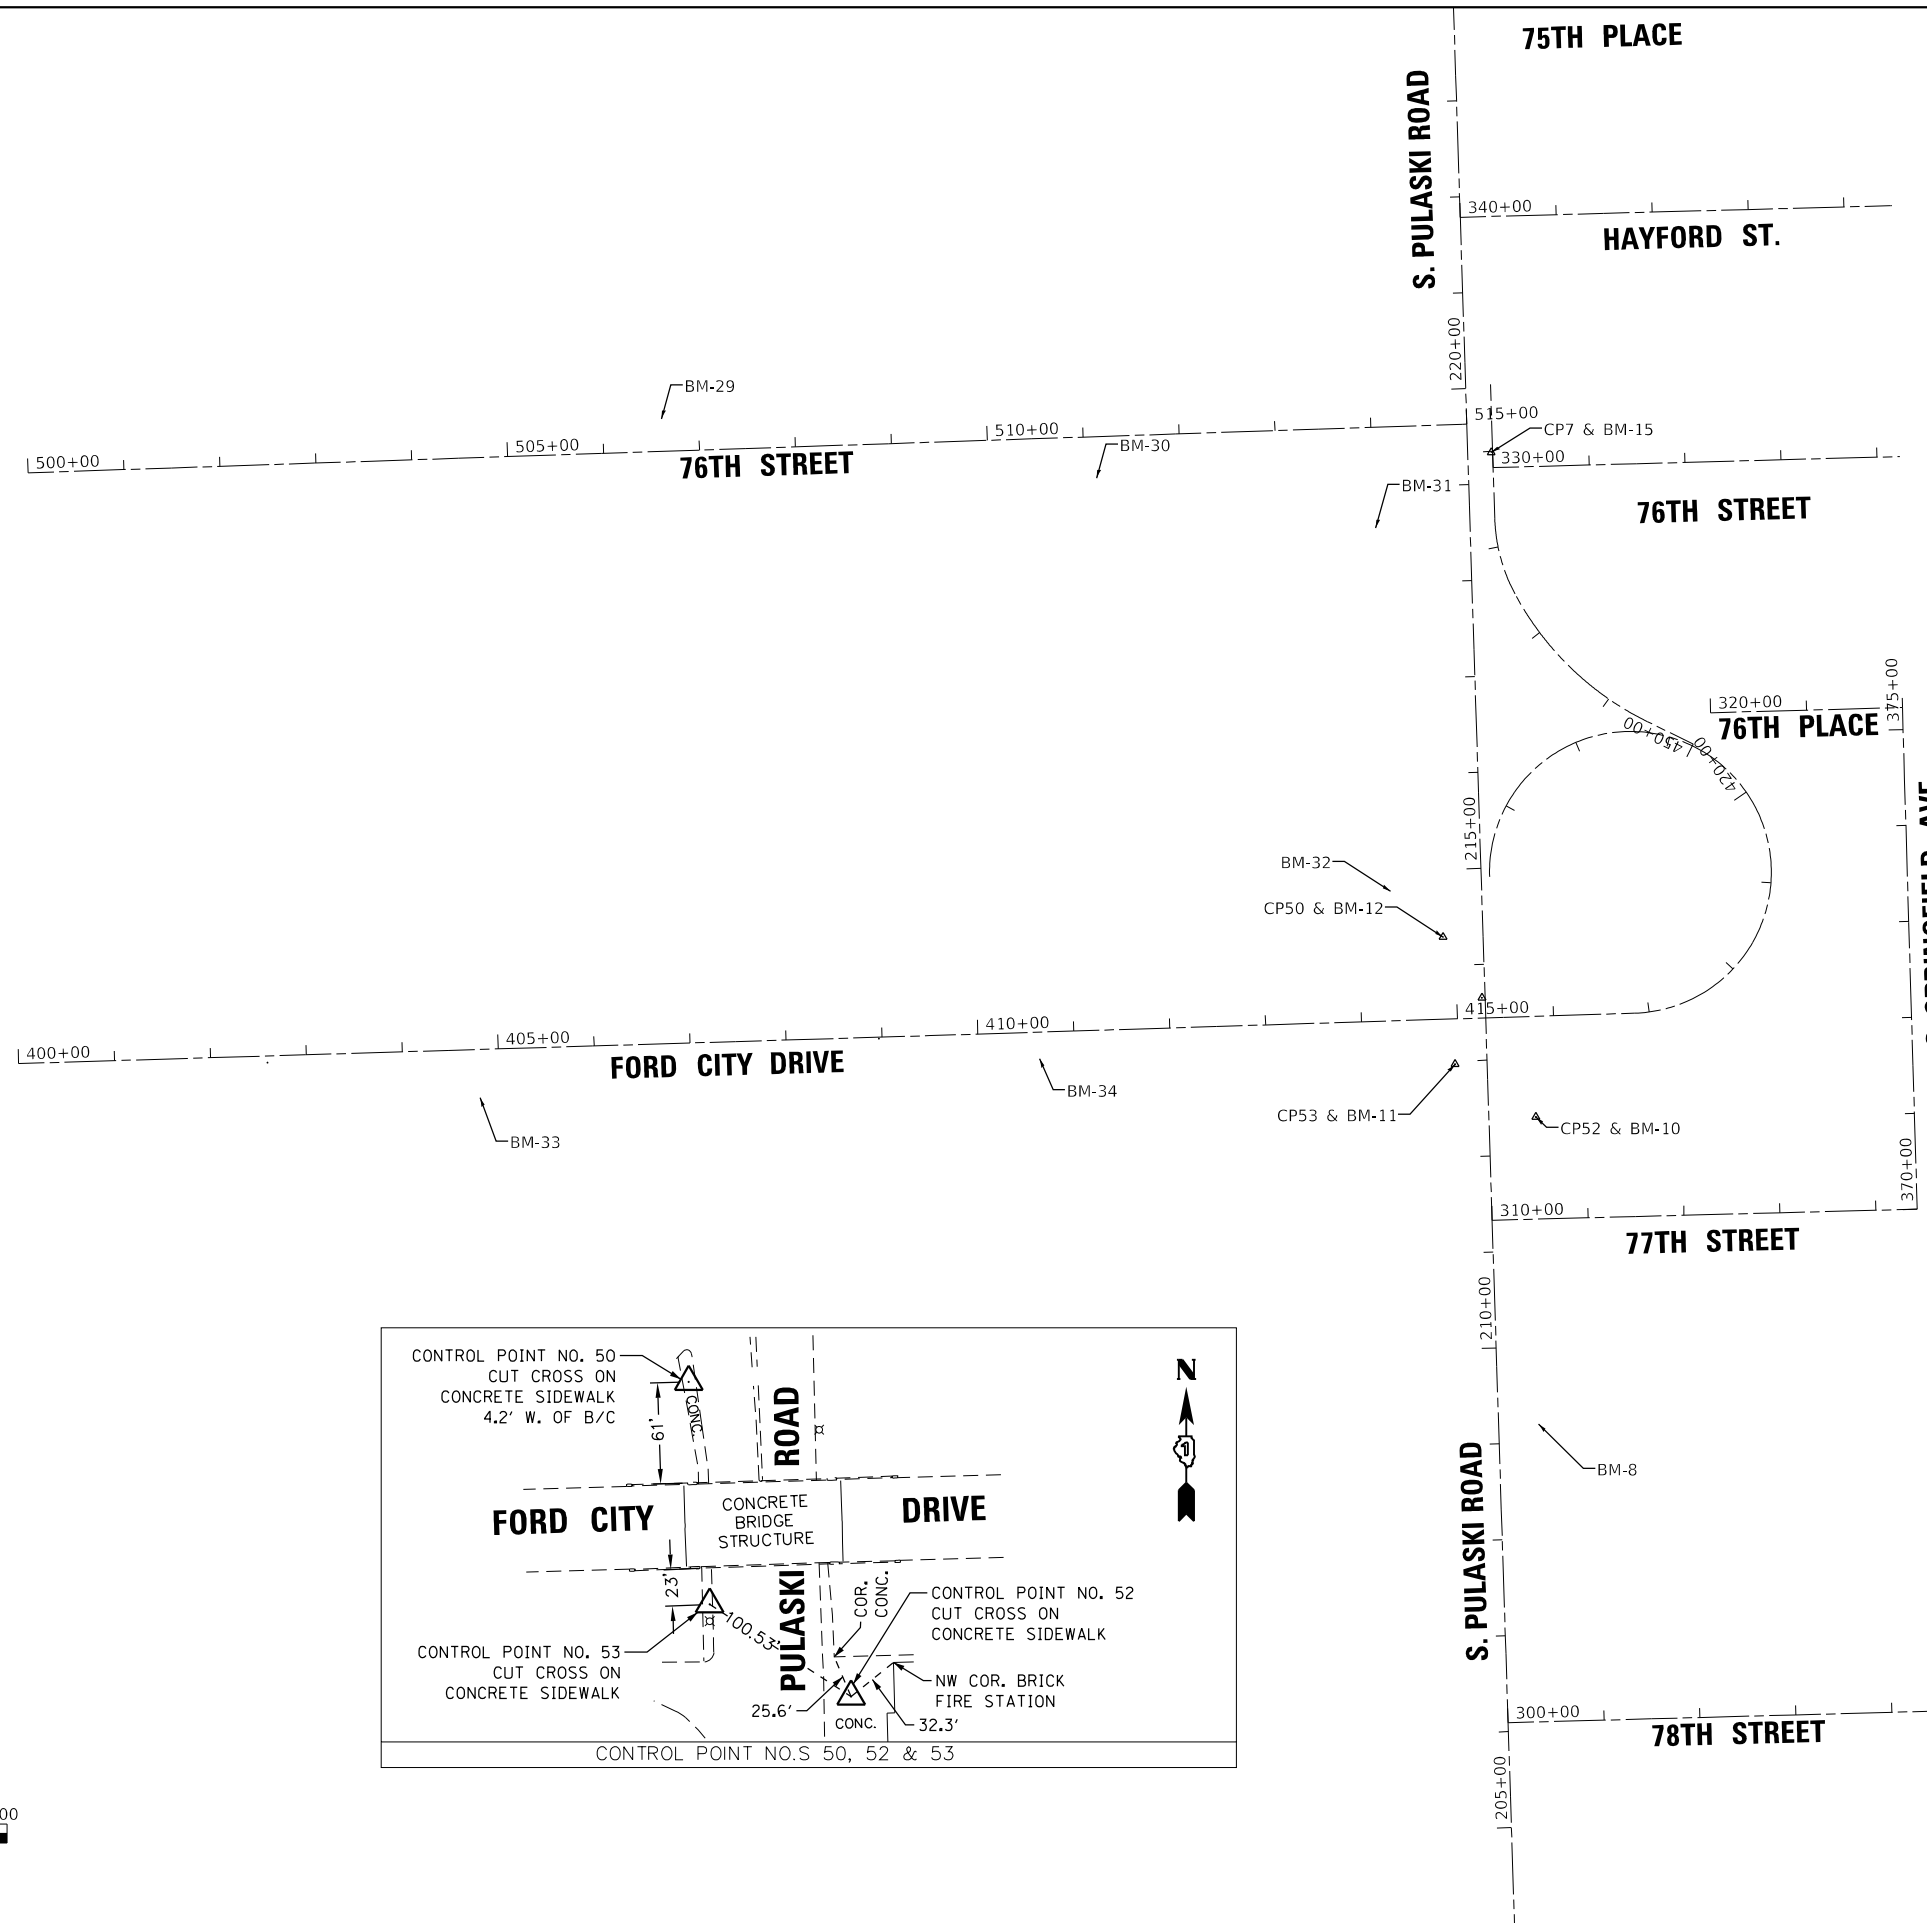 75TH PLACE
S. PULASKI ROAD
340+00
HAYFORD ST.
220+00
BM-29
515+00
CP7 & BM-15
510+00
505+00
BM-30
500+00
76TH STREET
330+00
BM-31
76TH STREET
375+00
320+00
76TH PLACE
450+00
420+00
215+00
BM-32
CP50 & BM-12
415+00
410+00
405+00
400+00
FORD CITY DRIVE
BM-34
CP53 & BM-11
CP52 & BM-10
BM-33
370+00
310+00
77TH STREET
210+00
BM-8
S. PULASKI ROAD
300+00
78TH STREET
205+00
CONTROL POINT NO. 50
CUT CROSS ON
CONCRETE SIDEWALK
4.2' W. OF B/C
61'
CONC.
ROAD
N
1
FORD CITY
CONCRETE
BRIDGE
STRUCTURE
DRIVE
23'
100.53'
PULASKI
COR.
CONC.
CONTROL POINT NO. 52
CUT CROSS ON
CONCRETE SIDEWALK
CONTROL POINT NO. 53
CUT CROSS ON
CONCRETE SIDEWALK
NW COR. BRICK
FIRE STATION
25.6'
CONC.
32.3'
CONTROL POINT NO.S 50, 52 & 53
00